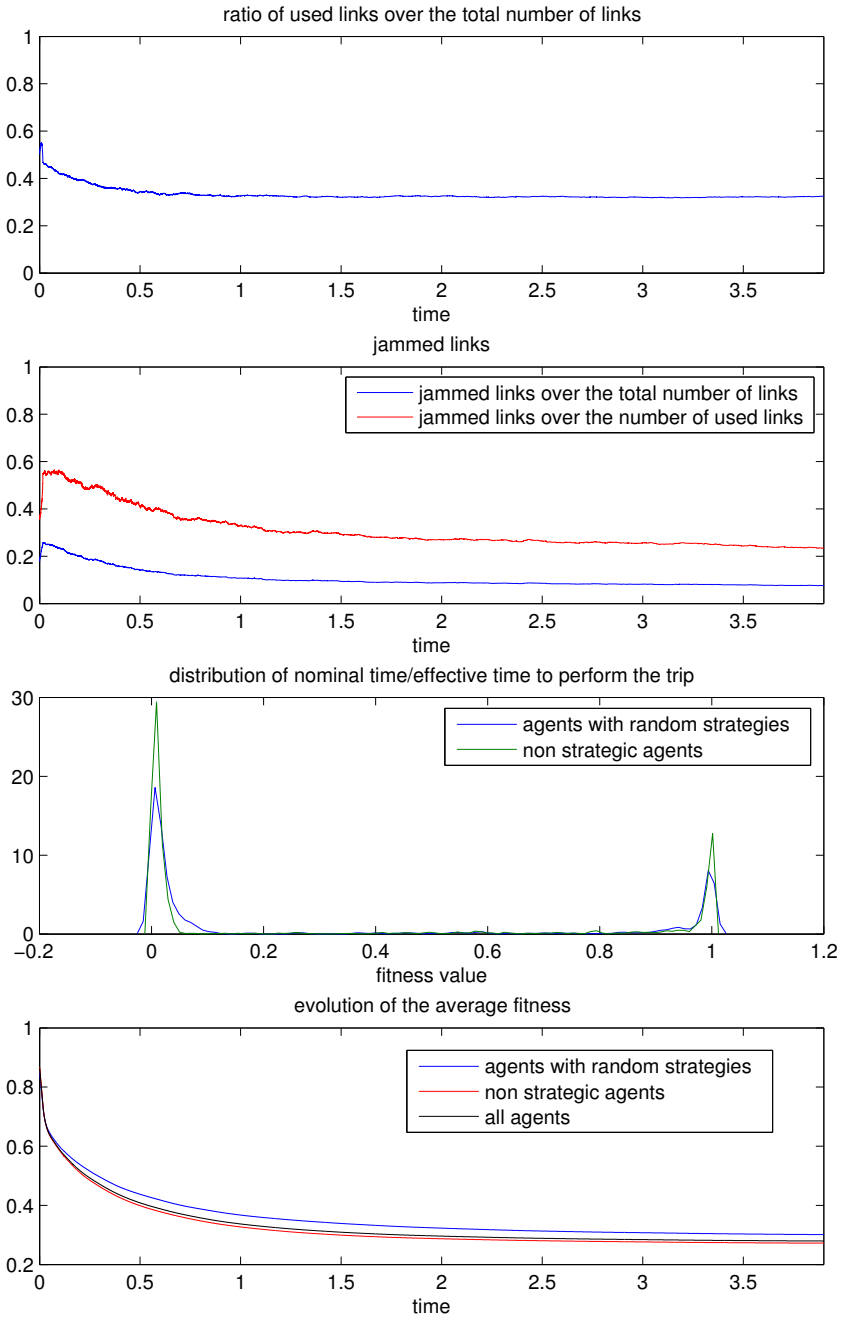 ratio of used links over the total number of links
1
0.8
0.6
0.4
0.2
0
0 0.5 1 1.5 2 2.5 3 3.5
time
jammed links
1
0.8
0.6
0.4
0.2
0
jammed links over the total number of links
jammed links over the number of used links
0 0.5 1 1.5 2 2.5 3 3.5
time
distribution of nominal time/effective time to perform the trip
30
20
10
0
agents with random strategies
non strategic agents
−0.2 0 0.2 0.4 0.6 0.8 1 1.2
fitness value
evolution of the average fitness
1
0.8
0.6
0.4
0.2
agents with random strategies
non strategic agents
all agents
0 0.5 1 1.5 2 2.5 3 3.5
time